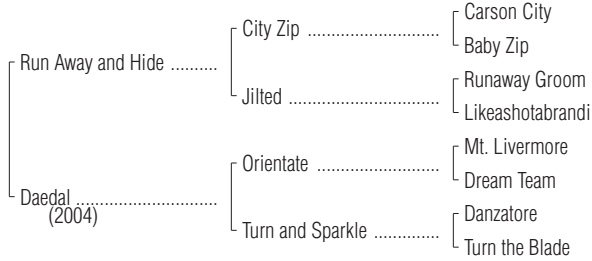 Carson City
City Zip ........................................
Baby Zip
Run Away and Hide ..........
Runaway Groom
Jilted ..............................................
Likeashotabrandi
Mt. Livermore
Orientate .....................................
Dream Team
Daedal ...........................................
(2004)
Danzatore
Turn and Sparkle ....................
Turn the Blade